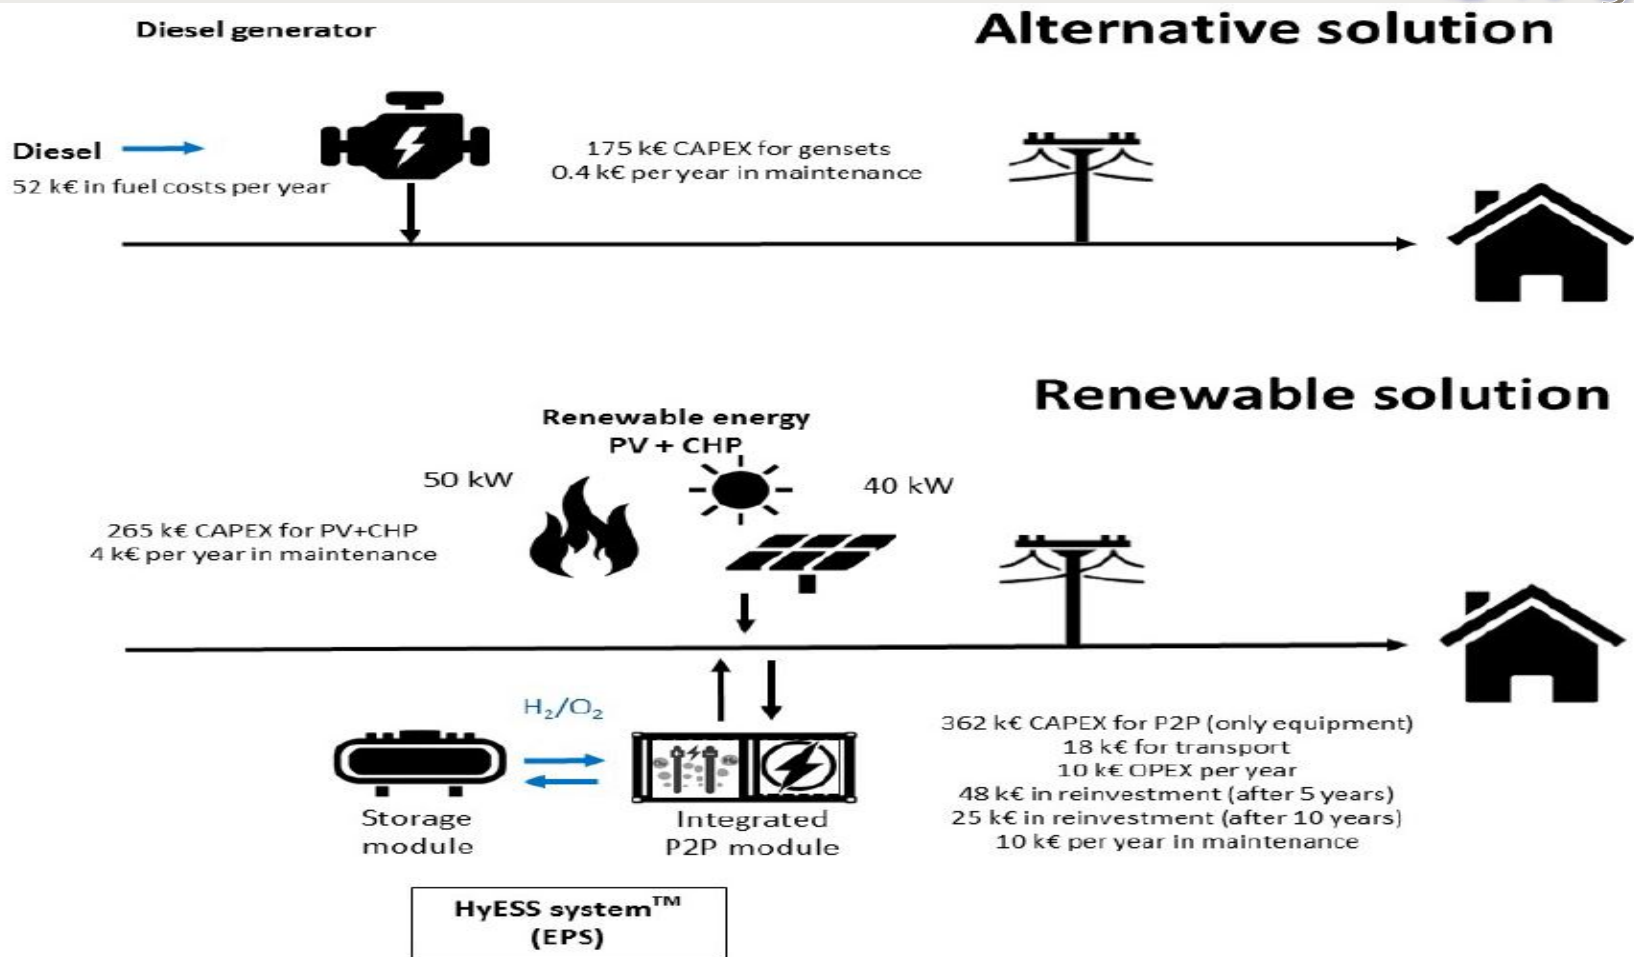 Diesel generator
Alternative solution
Diesel
52 k€ in fuel costs per year
175 k€ CAPEX for gensets
0.4 k€ per year in maintenance
Renewable solution
Renewable energy
PV + CHP
50 kW
40 kW
265 k€ CAPEX for PV+CHP
4 k€ per year in maintenance
H₂/O₂
Storage
module
Integrated
P2P module
362 k€ CAPEX for P2P (only equipment)
18 k€ for transport
10 k€ OPEX per year
48 k€ in reinvestment (after 5 years)
25 k€ in reinvestment (after 10 years)
10 k€ per year in maintenance
HyESS system™
(EPS)